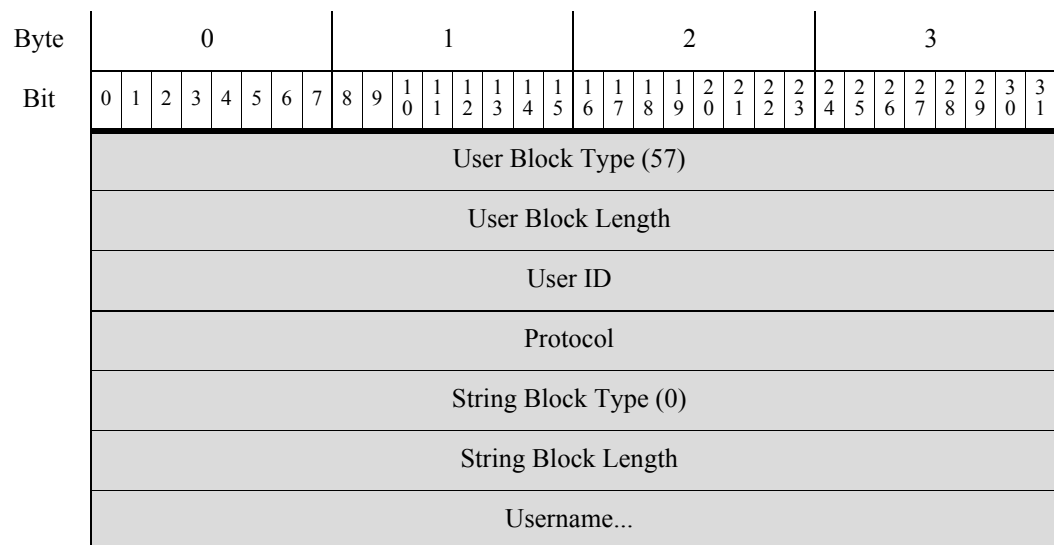 Byte 0 1 2 3
Bit 0 1 2 3 4 5 6 7 8 9 10 11 12 13 14 15 16 17 18 19 20 21 22 23 24 25 26 27 28 29 30 31
User Block Type (57)
User Block Length
User ID
Protocol
String Block Type (0)
String Block Length
Username...